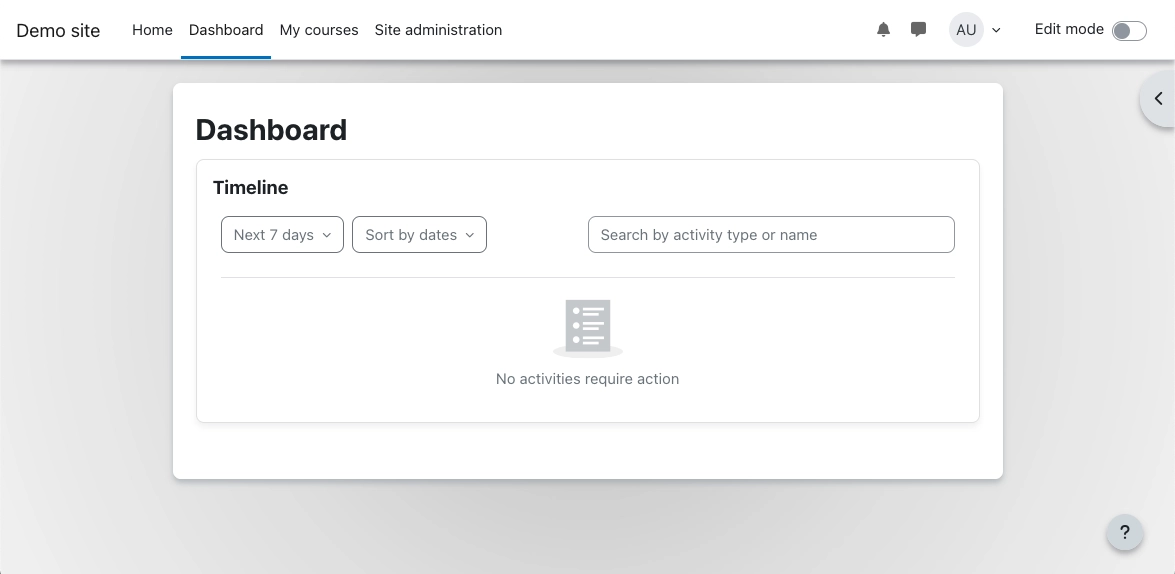 Demo site Home Dashboard My courses Site administration AU Edit mode
Dashboard
Timeline
Next 7 days Sort by dates Search by activity type or name
No activities require action
?